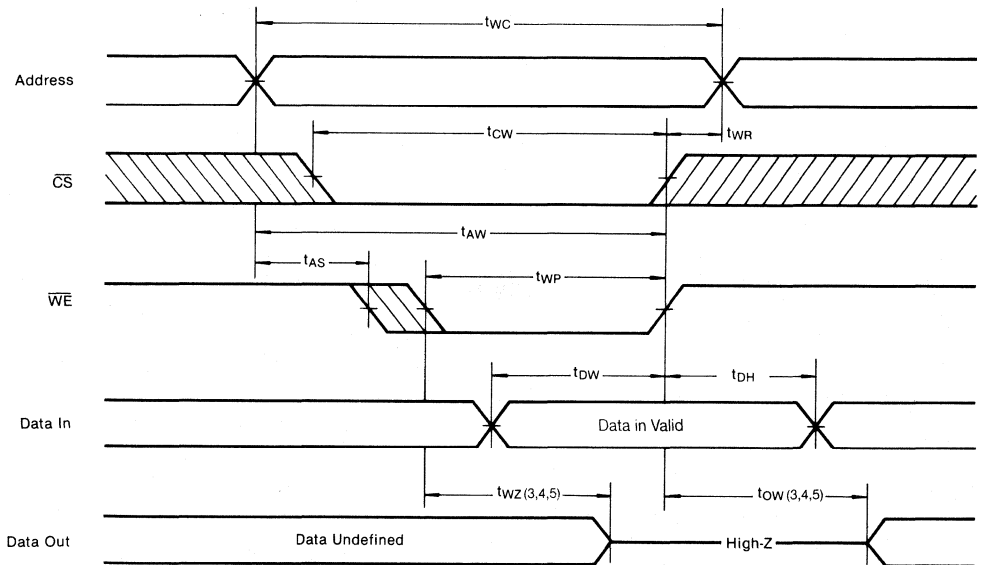 tWC
Address
tCW
tWR
CS
tAW
tAS
tWP
WE
tDW
tDH
Data In
Data in Valid
tWZ (3,4,5)
tOW (3,4,5)
Data Out
Data Undefined
High-Z